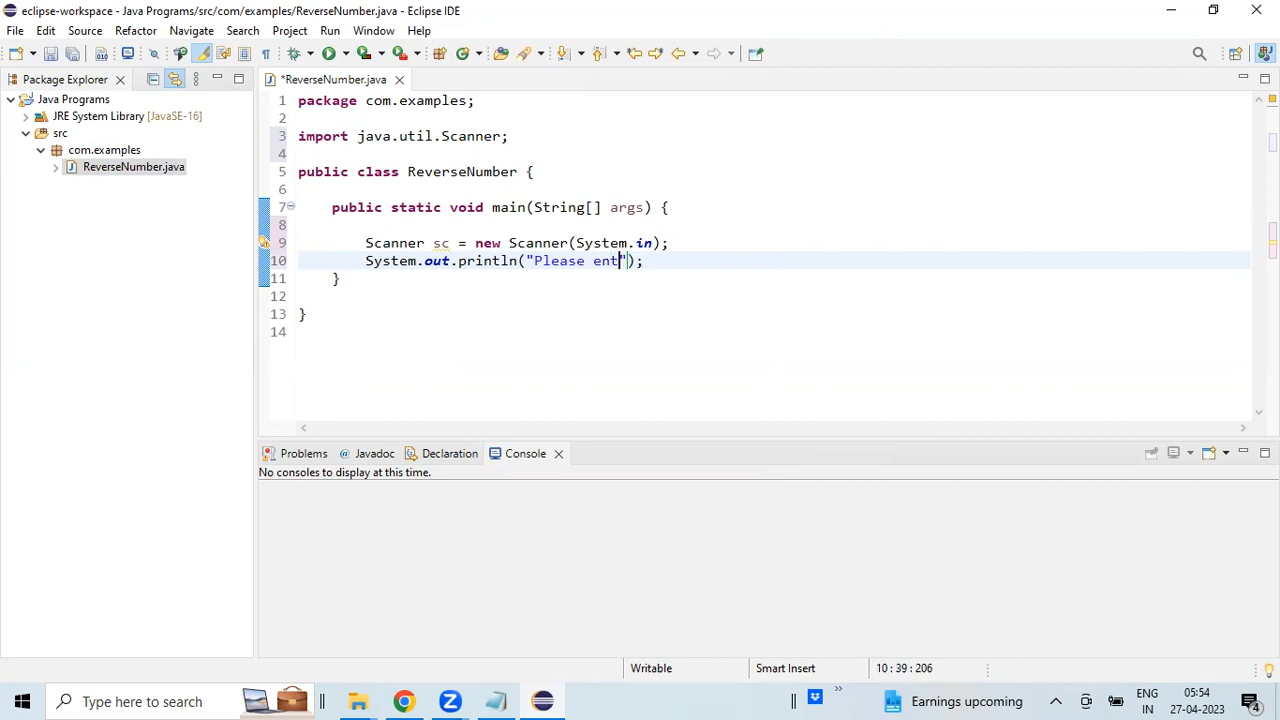 eclipse-workspace - Java Programs/src/com/examples/ReverseNumber.java - Eclipse IDE
File Edit Source Refactor Navigate Search Project Run Window Help
Package Explorer
*ReverseNumber.java
Java Programs
JRE System Library [JavaSE-16]
src
com.examples
ReverseNumber.java
1 package com.examples;
2
3 import java.util.Scanner;
4
5 public class ReverseNumber {
6
7 public static void main(String[] args) {
8
9 Scanner sc = new Scanner(System.in);
10 System.out.println("Please ent");
11 }
12
13 }
14
Problems @ Javadoc Declaration Console
No consoles to display at this time.
Writable Smart Insert 10 : 39 : 206
Type here to search
Earnings upcoming
ENG
IN
05:54
27-04-2023
4